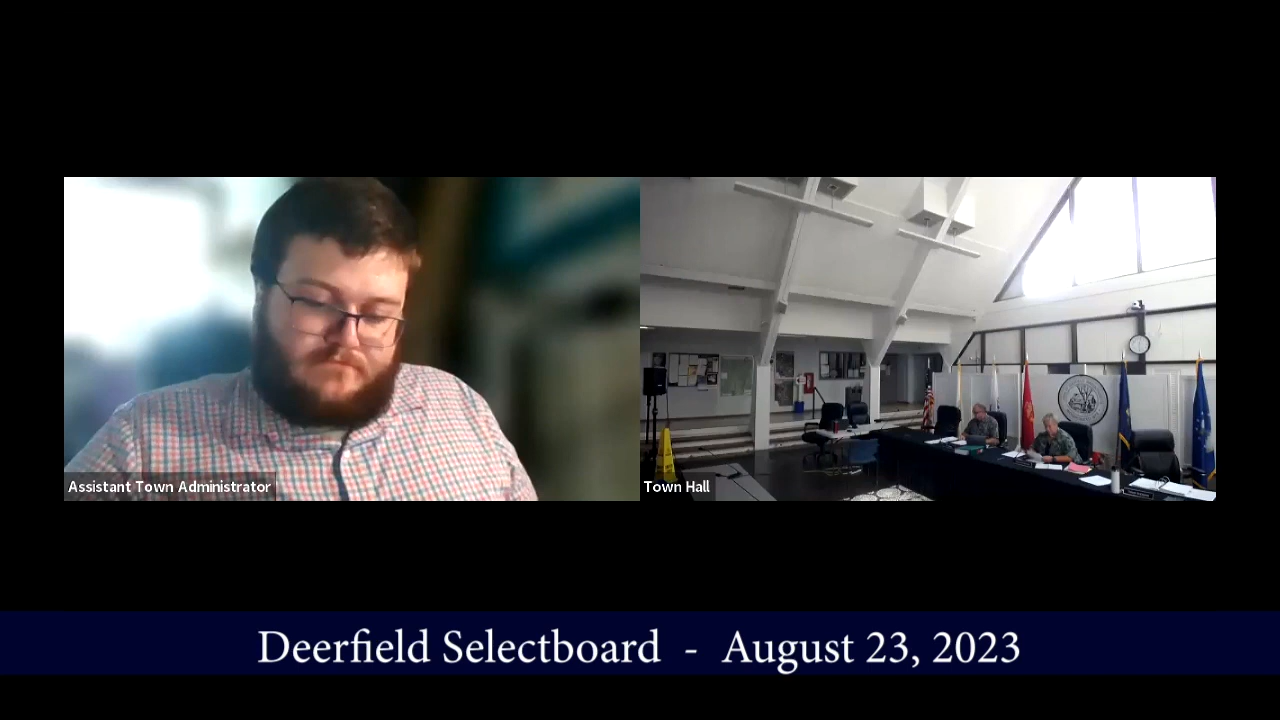 Assistant Town Administrator
Town Hall
Deerfield Selectboard - August 23, 2023